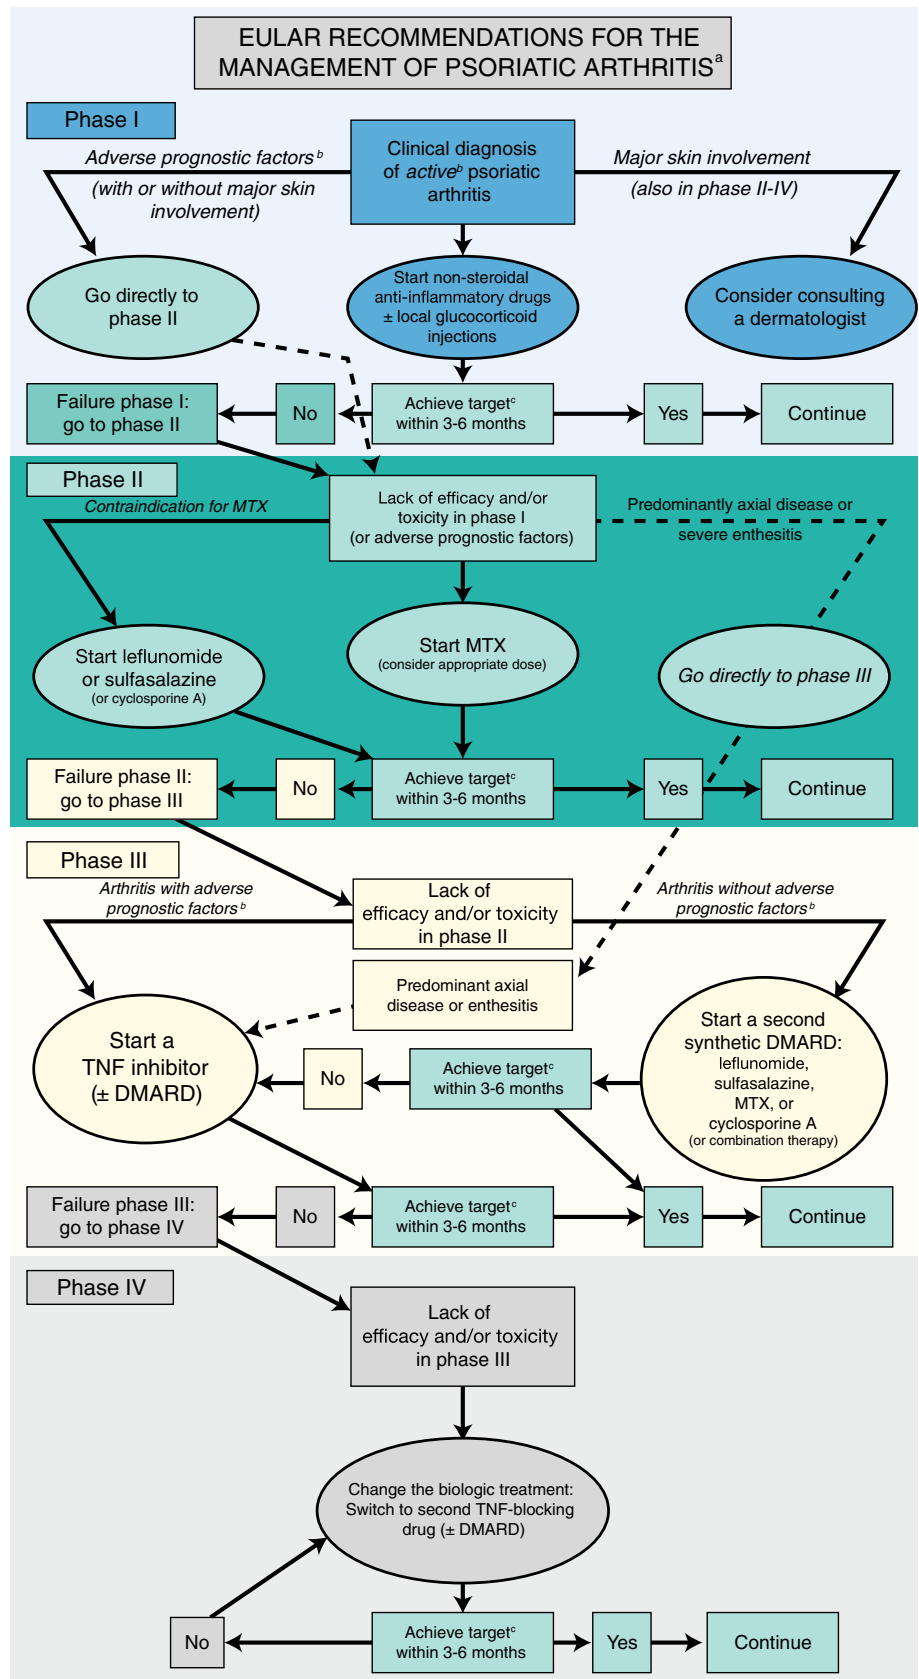 EULAR RECOMMENDATIONS FOR THE
MANAGEMENT OF PSORIATIC ARTHRITISa
Phase I
Adverse prognostic factors b
(with or without major skin
involvement)
Clinical diagnosis
of activeb psoriatic
arthritis
Major skin involvement
(also in phase II-IV)
Go directly to
phase II
Start non-steroidal
anti-inflammatory drugs
± local glucocorticoid
injections
Consider consulting
a dermatologist
Failure phase I:
go to phase II
No
Achieve targetc
within 3-6 months
Yes
Continue
Phase II
Contraindication for MTX
Lack of efficacy and/or
toxicity in phase I
(or adverse prognostic factors)
Predominantly axial disease or
severe enthesitis
Start leflunomide
or sulfasalazine
(or cyclosporine A)
Start MTX
(consider appropriate dose)
Go directly to phase III
Failure phase II:
go to phase III
No
Achieve targetc
within 3-6 months
Yes
Continue
Phase III
Arthritis with adverse
prognostic factors b
Lack of
efficacy and/or toxicity
in phase II
Arthritis without adverse
prognostic factors b
Predominant axial
disease or enthesitis
Start a
TNF inhibitor
(± DMARD)
No
Achieve targetc
within 3-6 months
Start a second
synthetic DMARD:
leflunomide,
sulfasalazine,
MTX, or
cyclosporine A
(or combination therapy)
Failure phase III:
go to phase IV
No
Achieve targetc
within 3-6 months
Yes
Continue
Phase IV
Lack of
efficacy and/or toxicity
in phase III
Change the biologic treatment:
Switch to second TNF-blocking
drug (± DMARD)
No
Achieve targetc
within 3-6 months
Yes
Continue